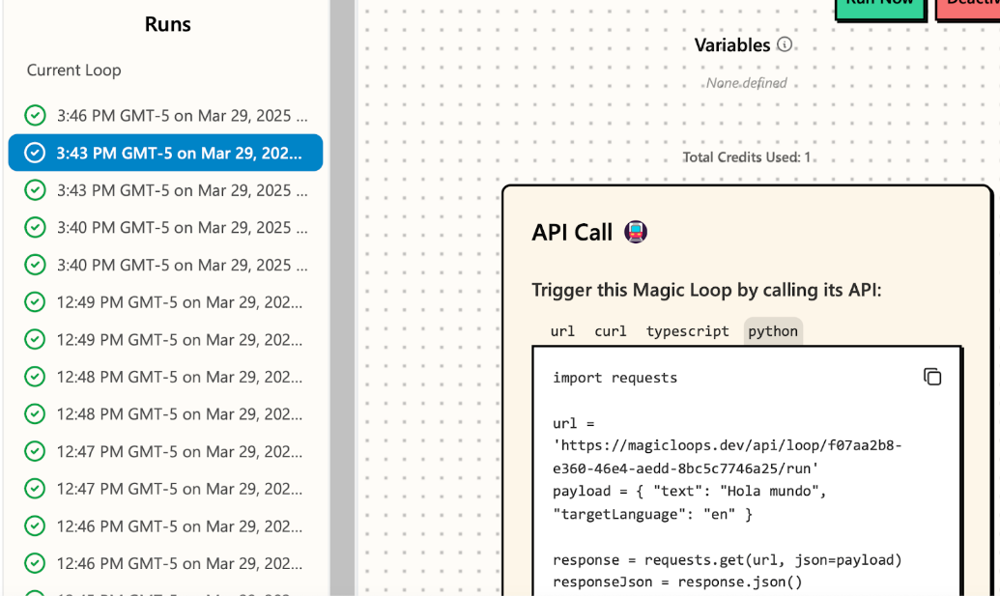 Runs
Current Loop
3:46 PM GMT-5 on Mar 29, 2025 ...
3:43 PM GMT-5 on Mar 29, 202...
3:43 PM GMT-5 on Mar 29, 2025 ...
3:40 PM GMT-5 on Mar 29, 2025 ...
3:40 PM GMT-5 on Mar 29, 2025 ...
12:49 PM GMT-5 on Mar 29, 202...
12:49 PM GMT-5 on Mar 29, 202...
12:48 PM GMT-5 on Mar 29, 202...
12:48 PM GMT-5 on Mar 29, 202...
12:47 PM GMT-5 on Mar 29, 202...
12:47 PM GMT-5 on Mar 29, 202...
12:46 PM GMT-5 on Mar 29, 202...
12:46 PM GMT-5 on Mar 29, 202...
Run Now
Variables
None defined
Total Credits Used: 1
API Call
Trigger this Magic Loop by calling its API:
url curl typescript python
import requests
url =
'https://magicloops.dev/api/loop/f07aa2b8-
e360-46e4-aedd-8bc5c7746a25/run'
payload = { "text": "Hola mundo",
"targetLanguage": "en" }
response = requests.get(url, json=payload)
responseJson = response.json()